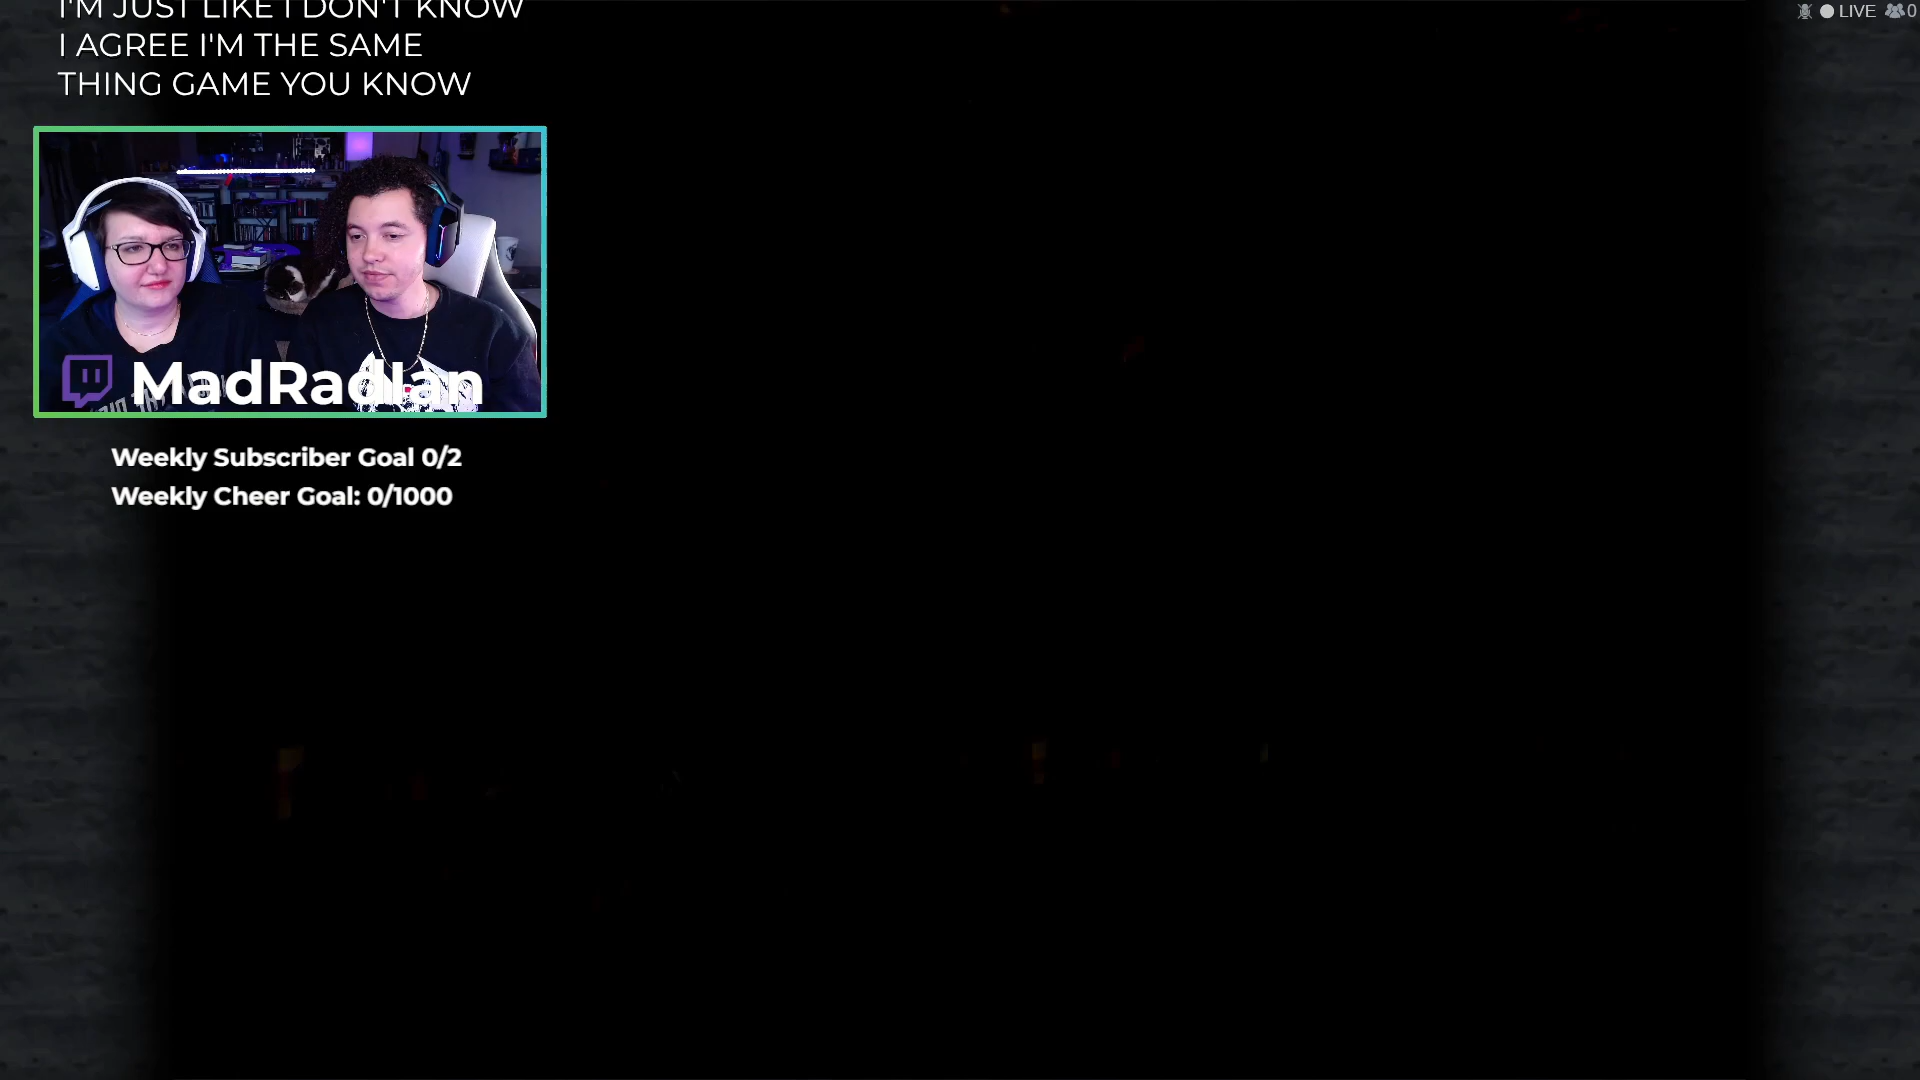 I'M JUST LIKE I DON'T KNOW
I AGREE I'M THE SAME
THING GAME YOU KNOW
LIVE 0
MadRadIan
Weekly Subscriber Goal 0/2
Weekly Cheer Goal: 0/1000